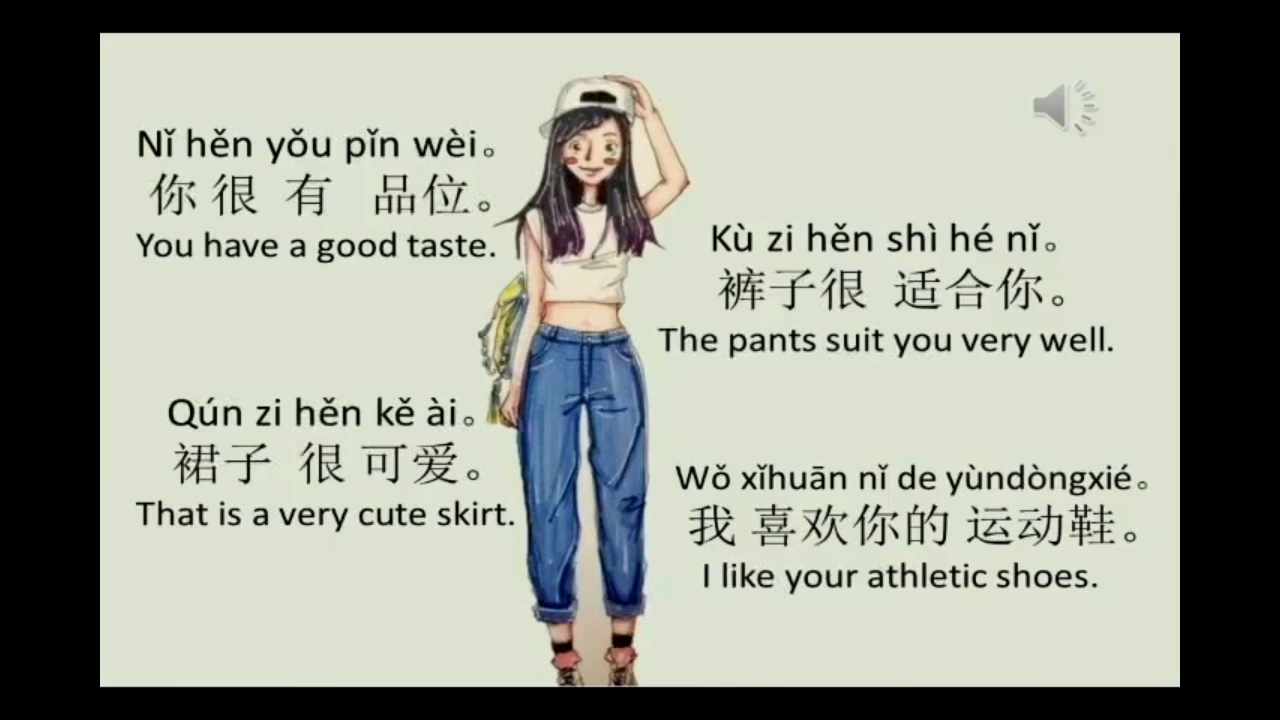 Nǐ hěn yǒu pǐn wèi。
你 很 有 品位。
You have a good taste.
Kù zi hěn shì hé nǐ。
裤子很 适合你。
The pants suit you very well.
Qún zi hěn kě ài。
裙子 很 可爱。
That is a very cute skirt.
Wǒ xǐhuān nǐ de yùndòngxié。
我 喜欢你的 运动鞋。
I like your athletic shoes.